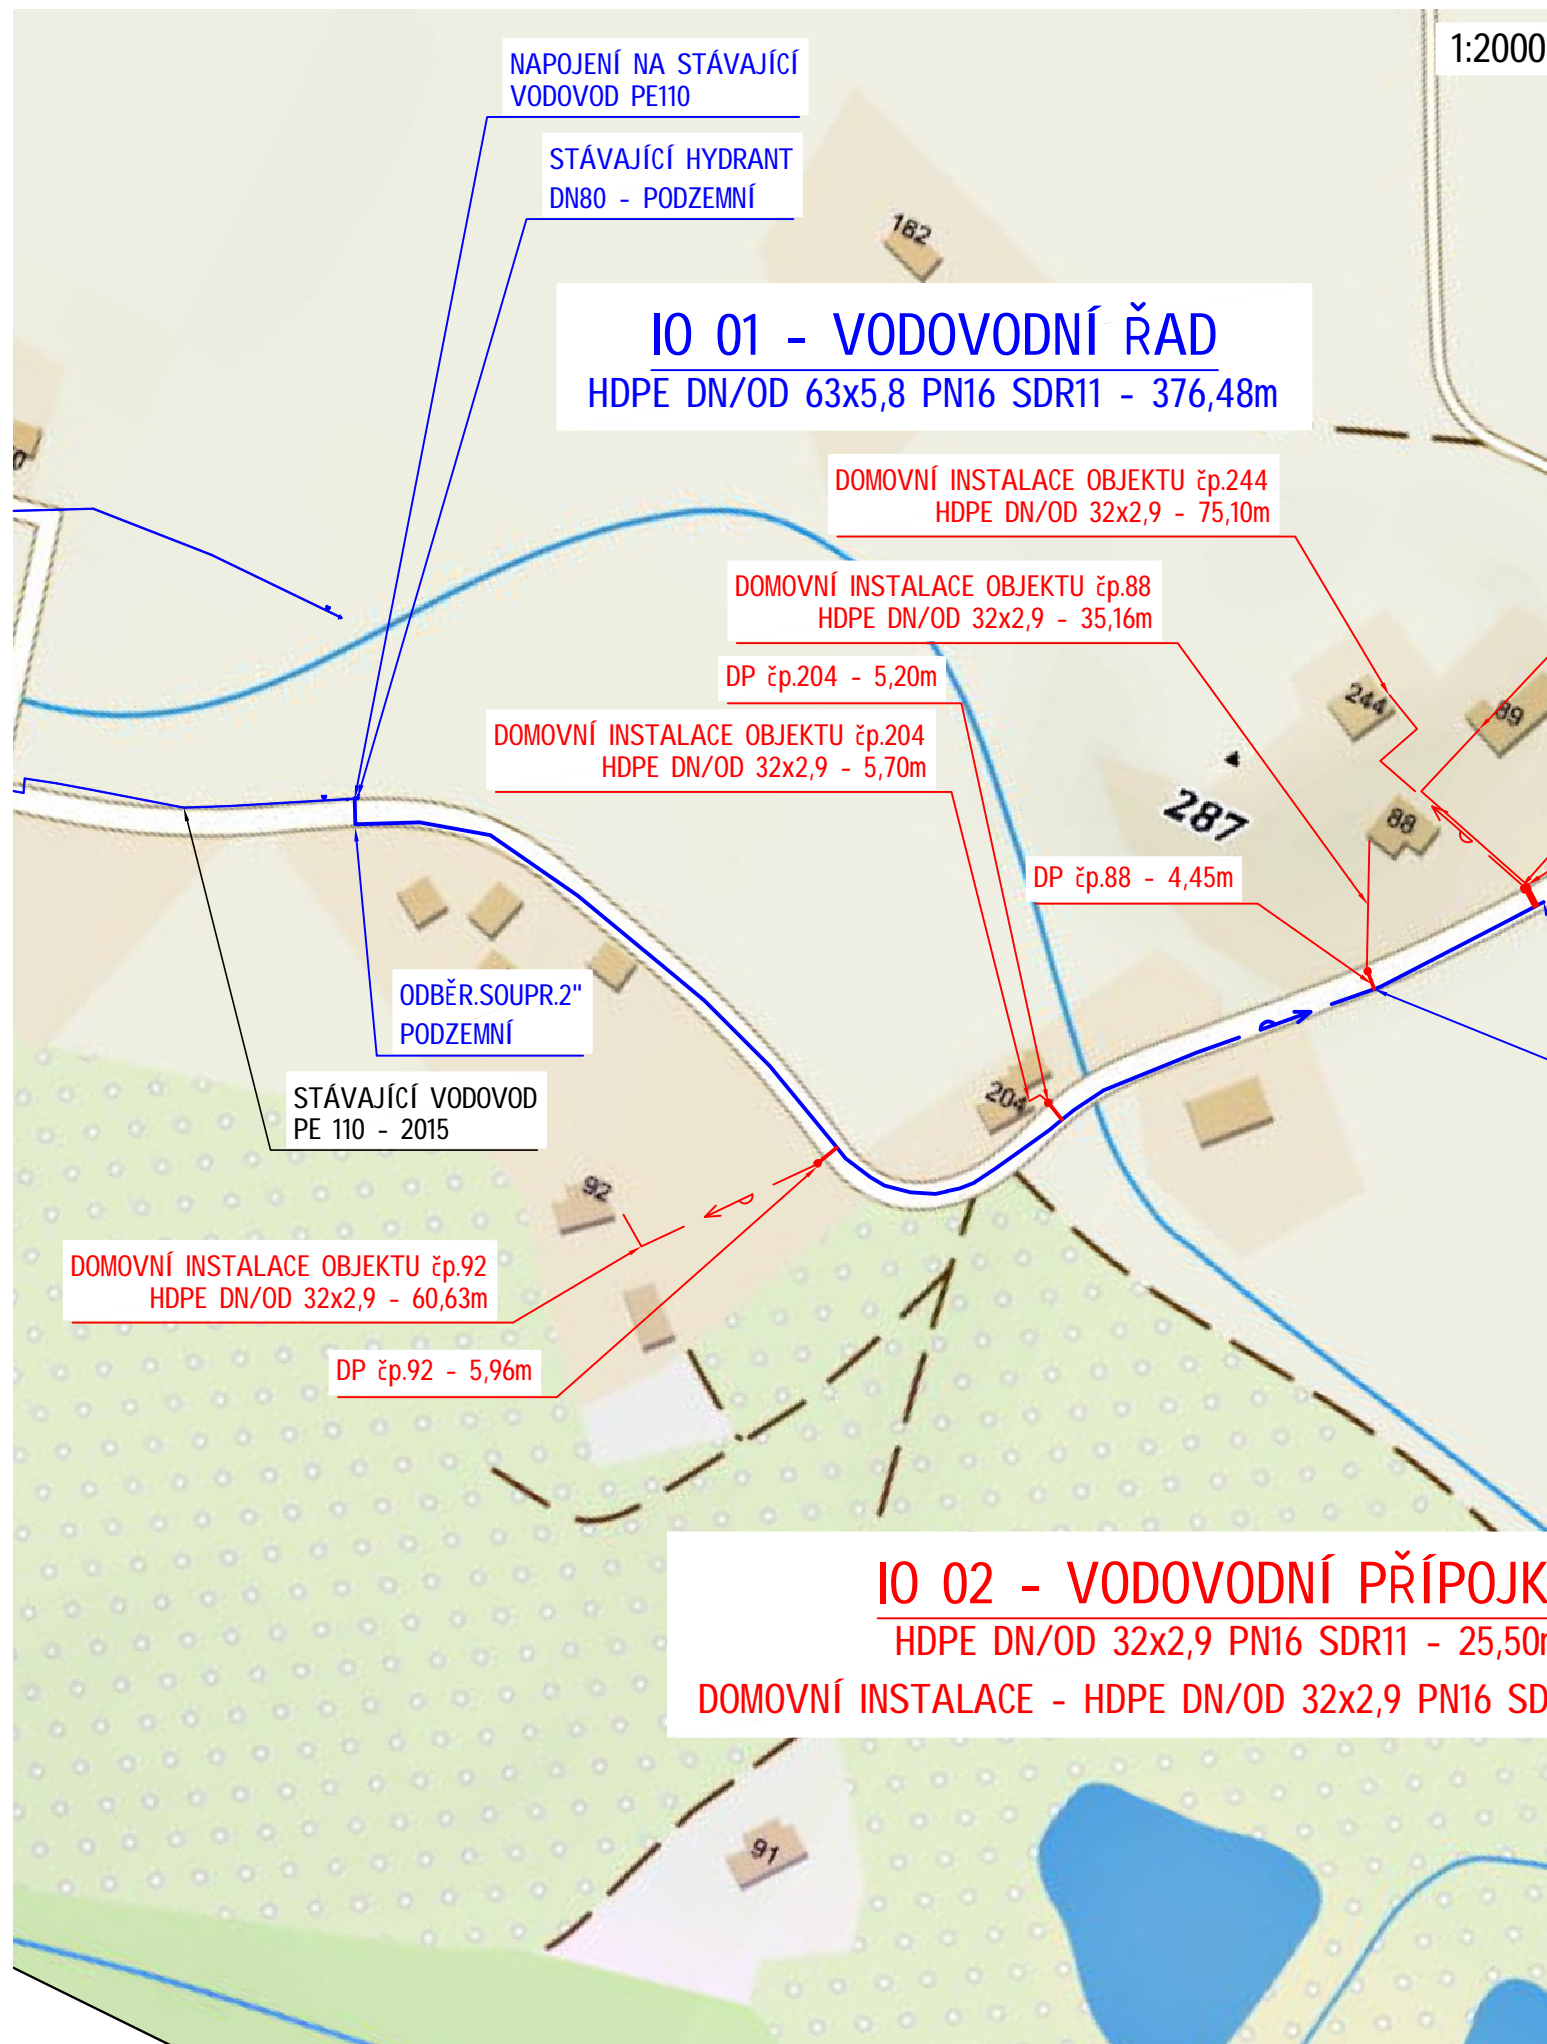 1:2000
NAPOJENÍ NA STÁVAJÍCÍ
VODOVOD PE110
STÁVAJÍCÍ HYDRANT
DN80 - PODZEMNÍ
182
IO 01 - VODOVODNÍ ŘAD
HDPE DN/OD 63x5,8 PN16 SDR11 - 376,48m
DOMOVNÍ INSTALACE OBJEKTU čp.244
HDPE DN/OD 32x2,9 - 75,10m
DOMOVNÍ INSTALACE OBJEKTU čp.88
HDPE DN/OD 32x2,9 - 35,16m
DP čp.204 - 5,20m
DOMOVNÍ INSTALACE OBJEKTU čp.204
HDPE DN/OD 32x2,9 - 5,70m
244
89
287
88
DP čp.88 - 4,45m
ODBĚR.SOUPR.2"
PODZEMNÍ
STÁVAJÍCÍ VODOVOD
PE 110 - 2015
204
92
DOMOVNÍ INSTALACE OBJEKTU čp.92
HDPE DN/OD 32x2,9 - 60,63m
DP čp.92 - 5,96m
IO 02 - VODOVODNÍ PŘÍPOJK
HDPE DN/OD 32x2,9 PN16 SDR11 - 25,50
DOMOVNÍ INSTALACE - HDPE DN/OD 32x2,9 PN16 SD
91